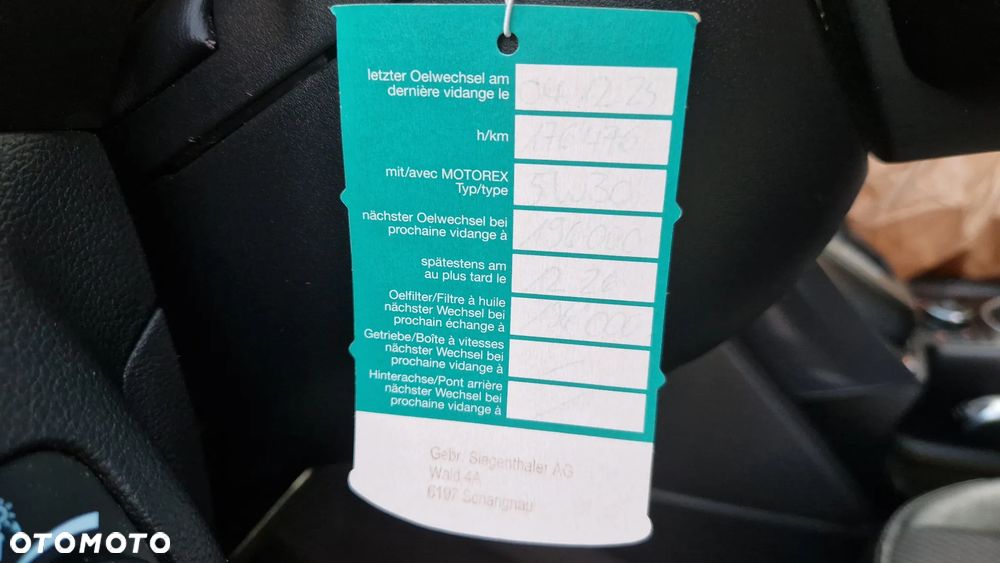 letzter Oelwechsel am
dernière vidange le
04.12.25
h/km
176476
mit/avec MOTOREX
Typ/type
5W30
nächster Oelwechsel bei
prochaine vidange à
196000
spätestens am
au plus tard le
12.26
Oelfilter/Filtre à huile
nächster Wechsel bei
prochain échange à
196000
Getriebe/Boîte à vitesses
nächster Wechsel bei
prochaine vidange à
Hinterachse/Pont arrière
nächster Wechsel bei
prochaine vidange à
Gebr. Siegenthaler AG
Wald 4A
6197 Schangnau
OTOMOTO